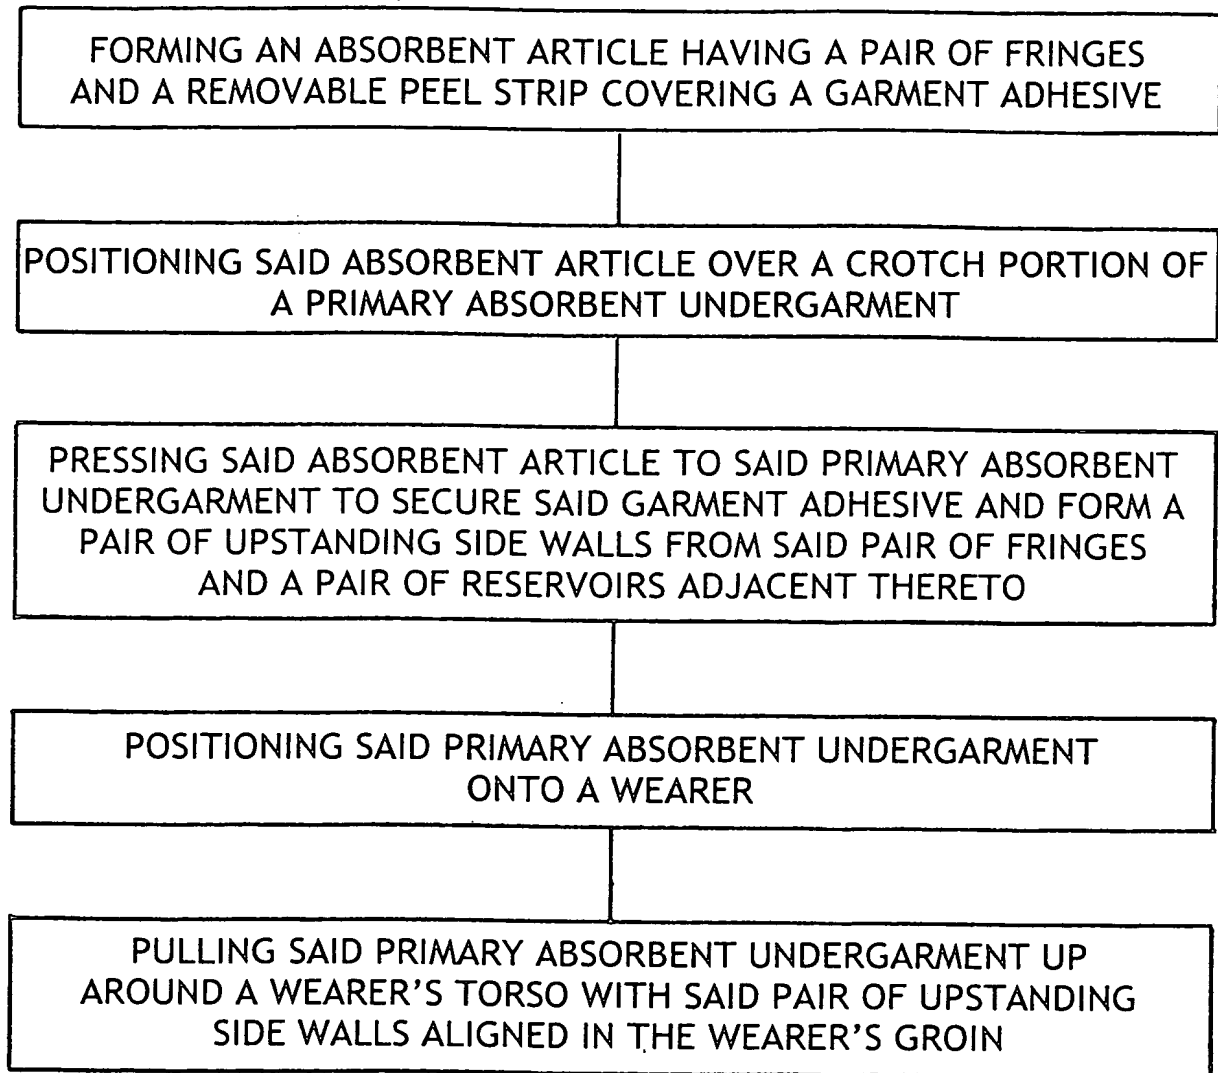 FORMING AN ABSORBENT ARTICLE HAVING A PAIR OF FRINGES
AND A REMOVABLE PEEL STRIP COVERING A GARMENT ADHESIVE
POSITIONING SAID ABSORBENT ARTICLE OVER A CROTCH PORTION OF
A PRIMARY ABSORBENT UNDERGARMENT
PRESSING SAID ABSORBENT ARTICLE TO SAID PRIMARY ABSORBENT
UNDERGARMENT TO SECURE SAID GARMENT ADHESIVE AND FORM A
PAIR OF UPSTANDING SIDE WALLS FROM SAID PAIR OF FRINGES
AND A PAIR OF RESERVOIRS ADJACENT THERETO
POSITIONING SAID PRIMARY ABSORBENT UNDERGARMENT
ONTO A WEARER
PULLING SAID PRIMARY ABSORBENT UNDERGARMENT UP
AROUND A WEARER'S TORSO WITH SAID PAIR OF UPSTANDING
SIDE WALLS ALIGNED IN THE WEARER'S GROIN